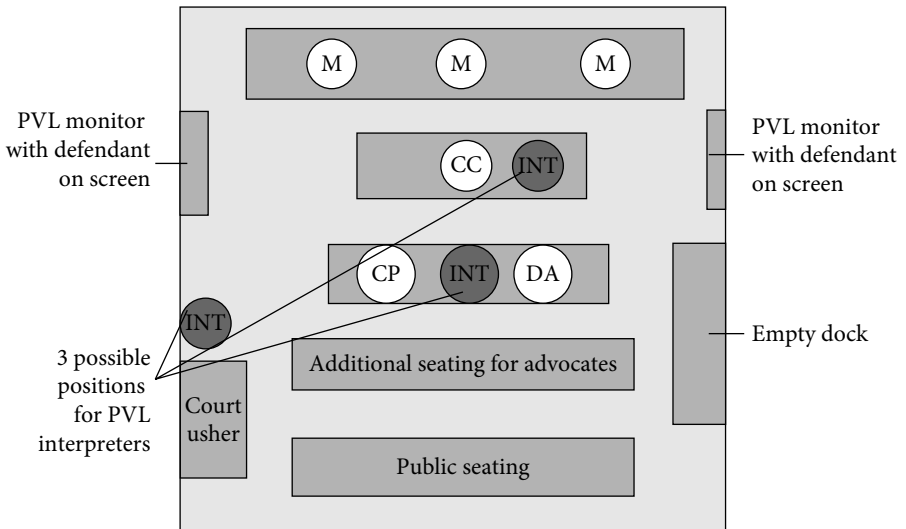 M M M
PVL monitor
with defendant
on screen
PVL monitor
with defendant
on screen
CC INT
CP INT DA
INT
Empty dock
3 possible
positions
for PVL
interpreters
Additional seating for advocates
Court
usher
Public seating